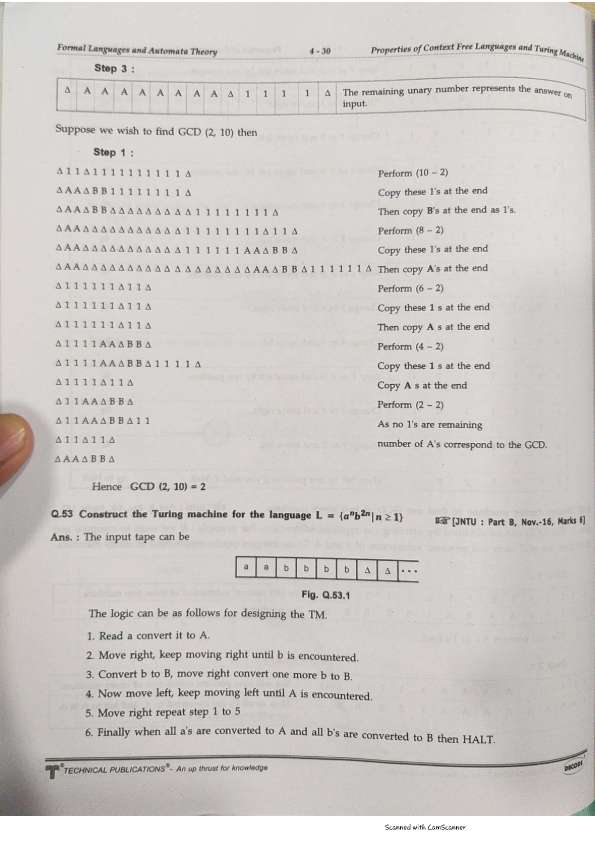 Formal Languages and Automata Theory 4 - 30 Properties of Context Free Languages and Turing Machine
Step 3 :
Δ A A A A A A A A Δ 1 1 1 1 Δ The remaining unary number represents the answer on
input.
Suppose we wish to find GCD (2, 10) then
Step 1 :
Δ 1 1 Δ 1 1 1 1 1 1 1 1 1 1 Δ Perform (10 – 2)
Δ A A Δ B B 1 1 1 1 1 1 1 1 Δ Copy these 1's at the end
Δ A A Δ B B Δ Δ Δ Δ Δ Δ Δ Δ Δ 1 1 1 1 1 1 1 1 Δ Then copy B's at the end as 1's.
Δ A A Δ Δ Δ Δ Δ Δ Δ Δ Δ Δ Δ 1 1 1 1 1 1 1 1 Δ 1 1 Δ Perform (8 – 2)
Δ A A Δ Δ Δ Δ Δ Δ Δ Δ Δ Δ Δ 1 1 1 1 1 1 A A Δ B B Δ Copy these 1's at the end
Δ A A Δ Δ Δ Δ Δ Δ Δ Δ Δ Δ Δ Δ Δ Δ Δ Δ Δ Δ Δ A A Δ B B Δ 1 1 1 1 1 1 Δ Then copy A's at the end
Δ 1 1 1 1 1 1 Δ 1 1 Δ Perform (6 – 2)
Δ 1 1 1 1 1 1 Δ 1 1 Δ Copy these 1 s at the end
Δ 1 1 1 1 1 1 Δ 1 1 Δ Then copy A s at the end
Δ 1 1 1 1 A A Δ B B Δ Perform (4 – 2)
Δ 1 1 1 1 A A Δ B B Δ 1 1 1 1 Δ Copy these 1 s at the end
Δ 1 1 1 1 Δ 1 1 Δ Copy A s at the end
Δ 1 1 A A Δ B B Δ Perform (2 – 2)
Δ 1 1 A A Δ B B Δ 1 1 As no 1's are remaining
Δ 1 1 Δ 1 1 Δ number of A's correspond to the GCD.
Δ A A Δ B B Δ
Hence GCD (2, 10) = 2
Q.53 Construct the Turing machine for the language L = {aⁿb²ⁿ|n ≥ 1}
☞ [JNTU : Part B, Nov.-16, Marks 5]
Ans. : The input tape can be
a a b b b b Δ Δ ...
Fig. Q.53.1
The logic can be as follows for designing the TM.
1. Read a convert it to A.
2. Move right, keep moving right until b is encountered.
3. Convert b to B, move right convert one more b to B.
4. Now move left, keep moving left until A is encountered.
5. Move right repeat step 1 to 5
6. Finally when all a's are converted to A and all b's are converted to B then HALT.
TECHNICAL PUBLICATIONS® - An up thrust for knowledge
DECODE
Scanned with CamScanner